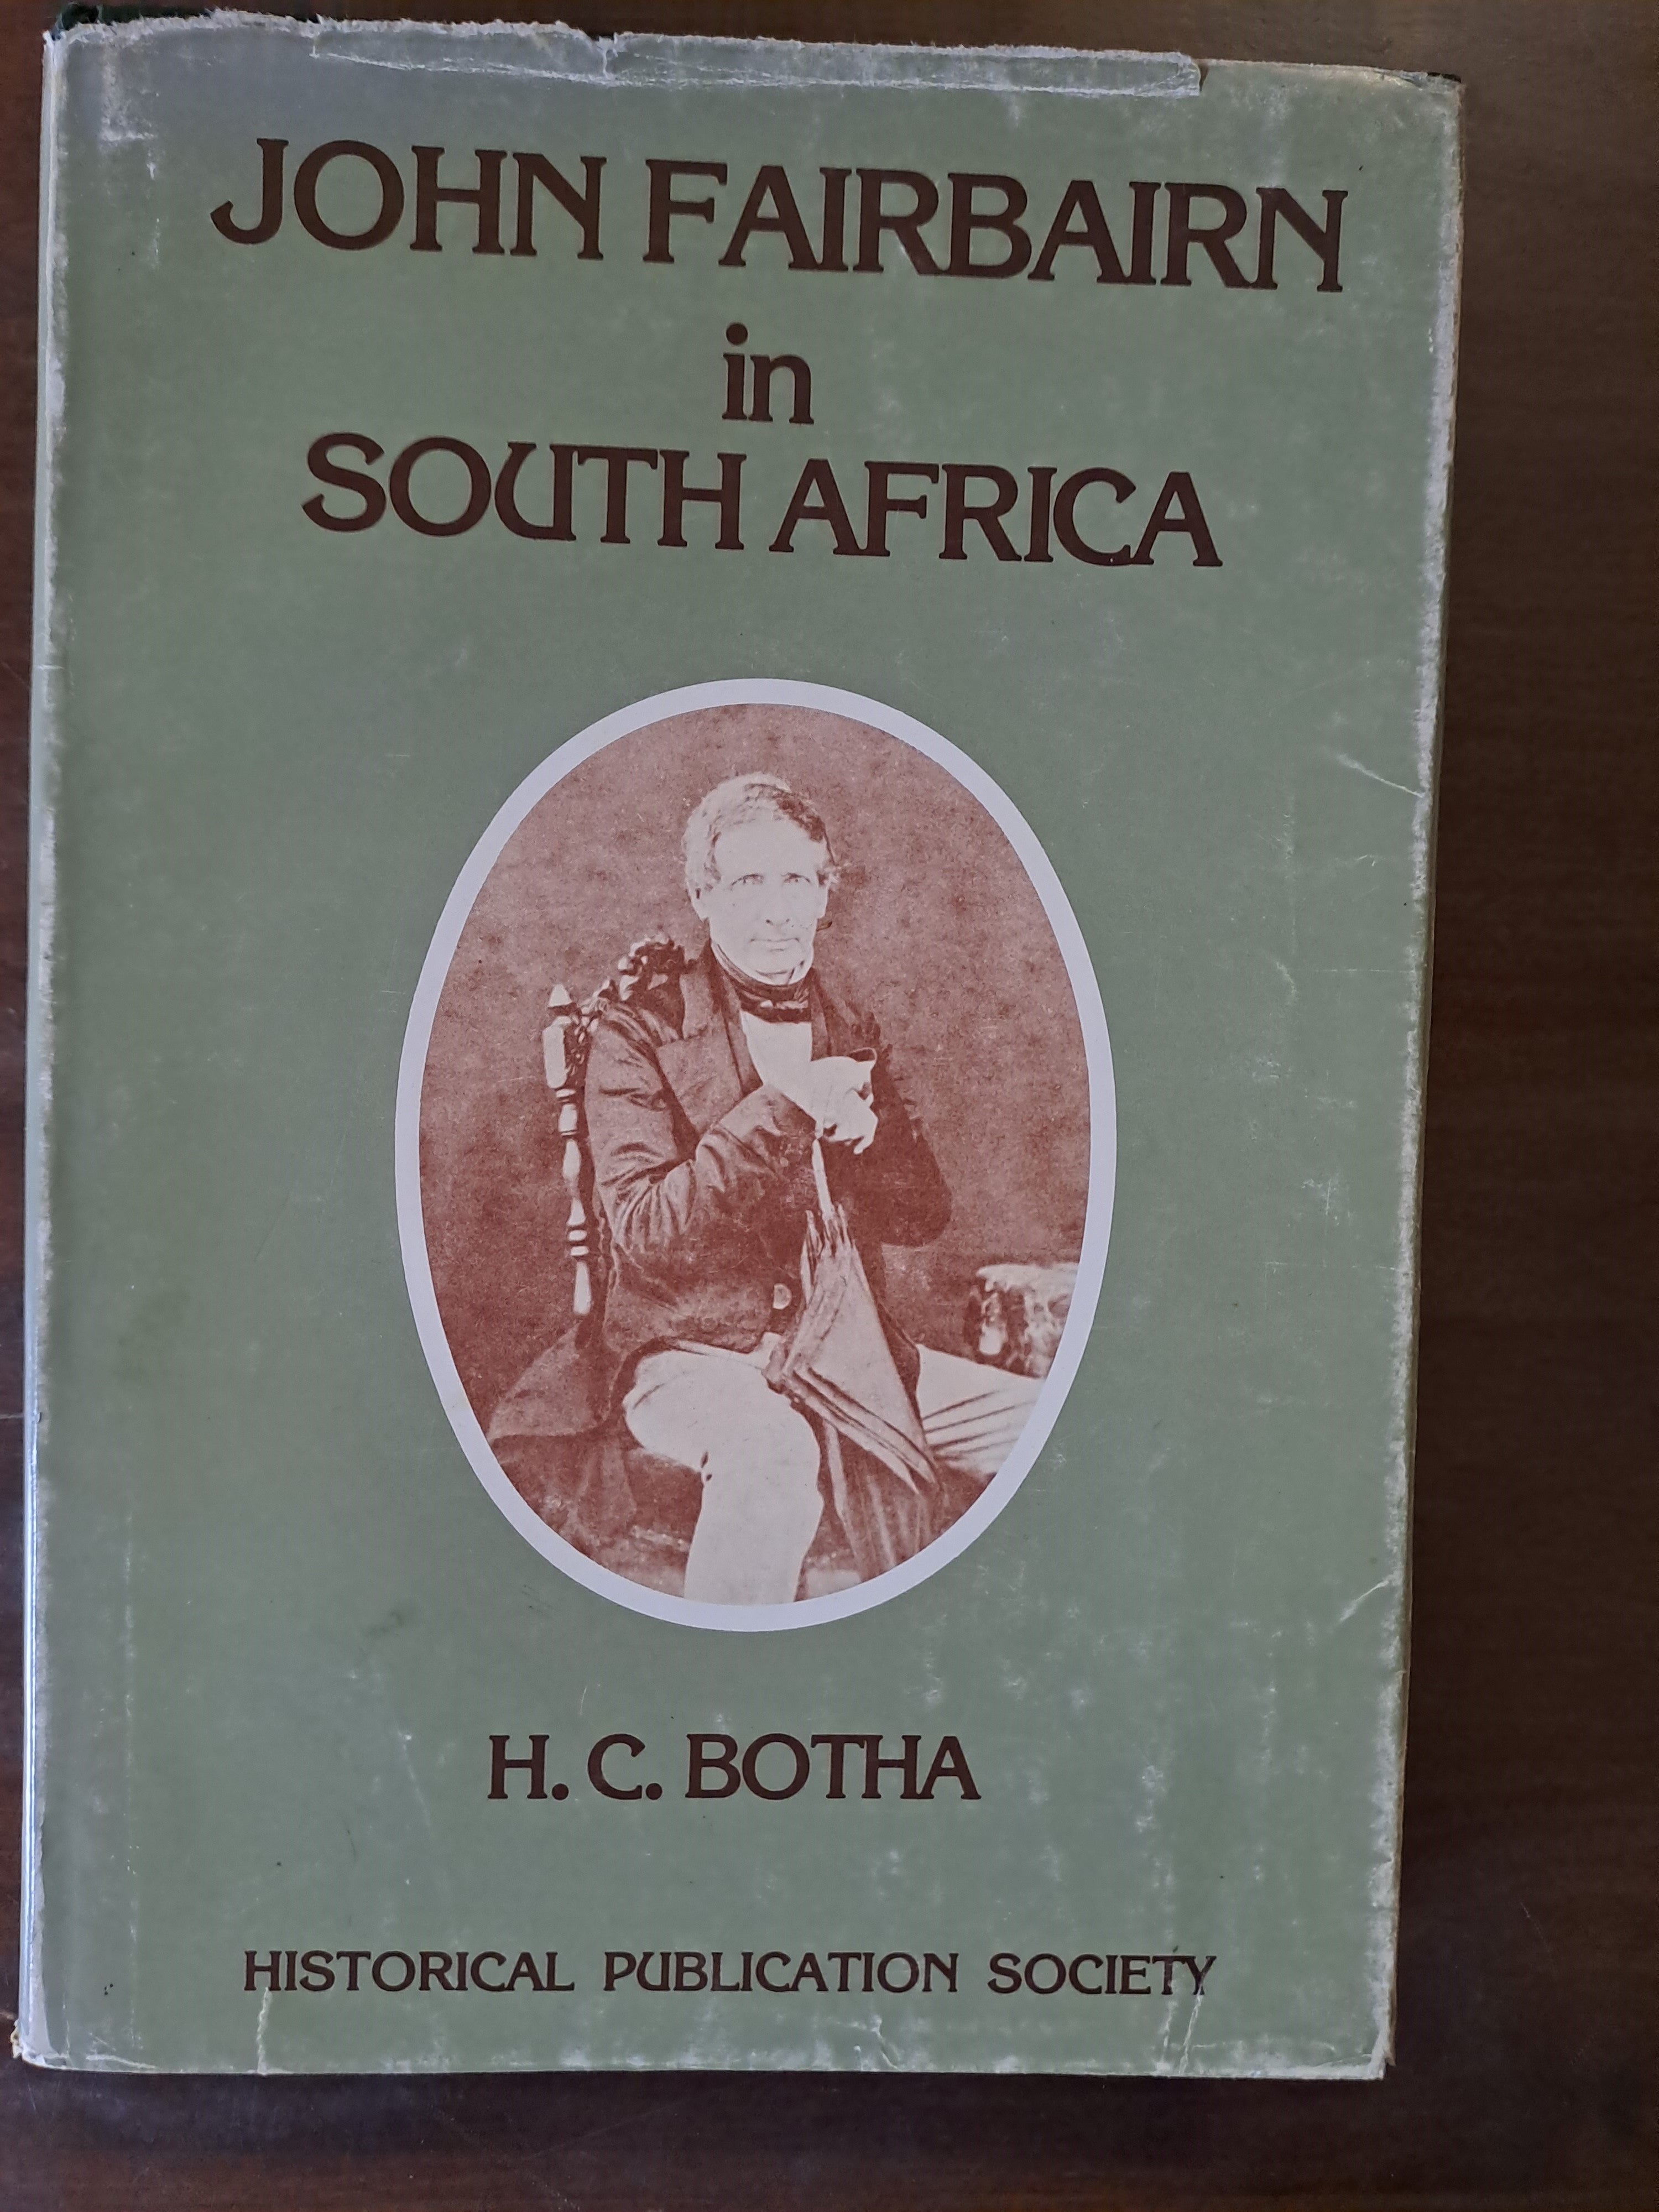 JOHN FAIRBAIRN
in
SOUTH AFRICA
H. C. BOTHA
HISTORICAL PUBLICATION SOCIETY